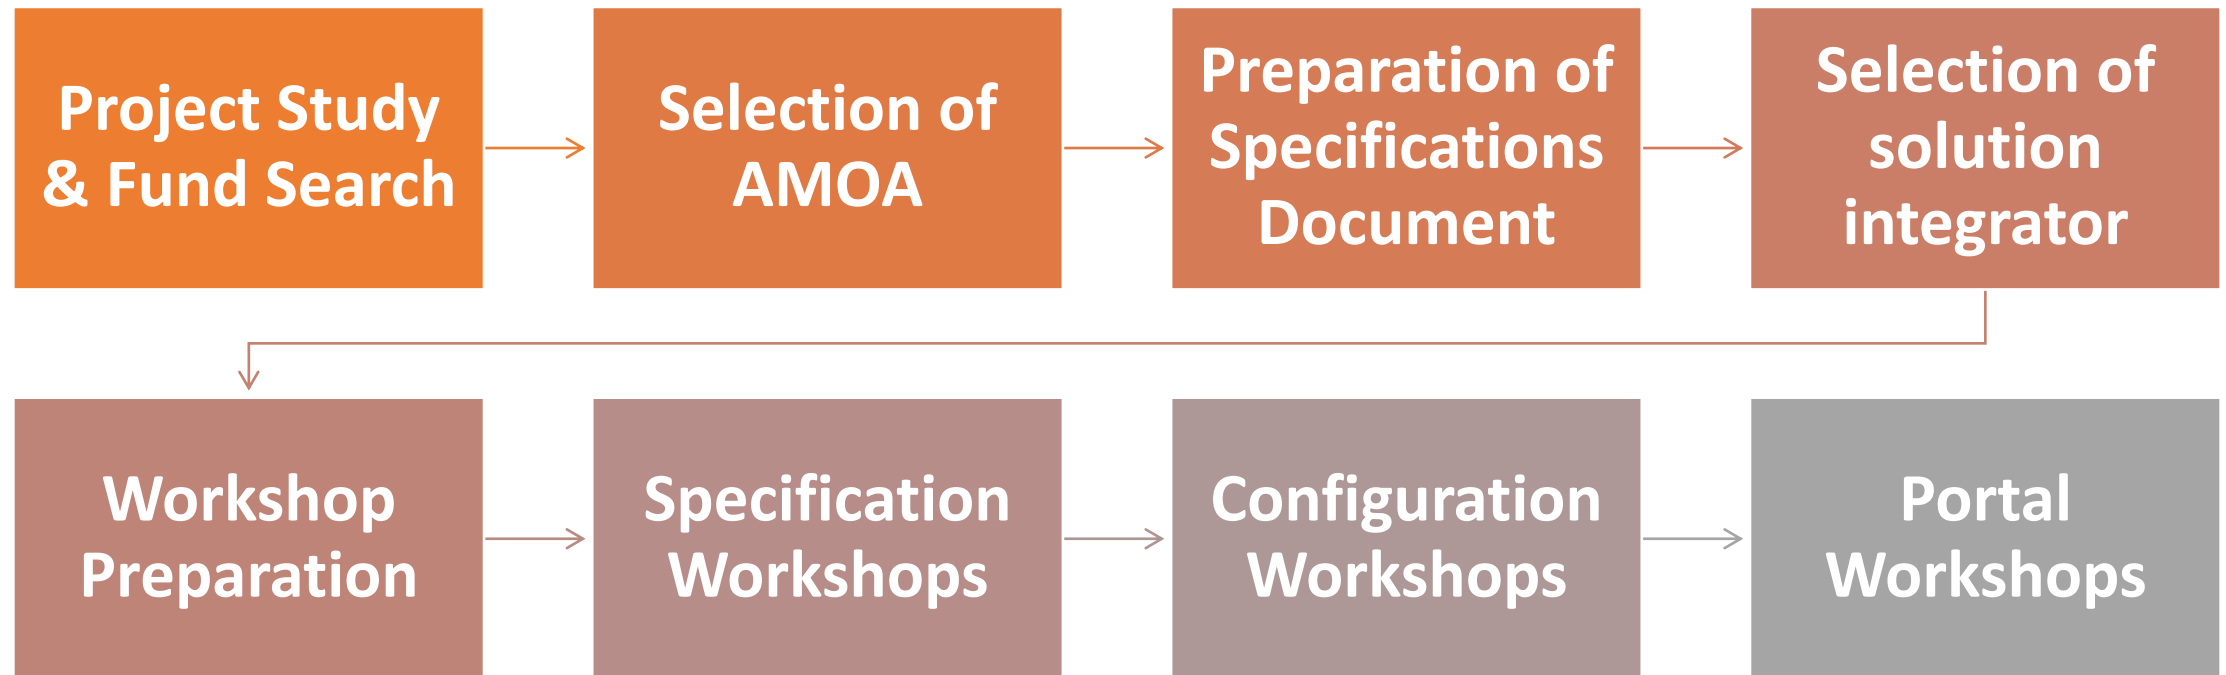 Project Study
& Fund Search
Selection of
AMOA
Preparation of
Specifications
Document
Selection of
solution
integrator
Workshop
Preparation
Specification
Workshops
Configuration
Workshops
Portal
Workshops